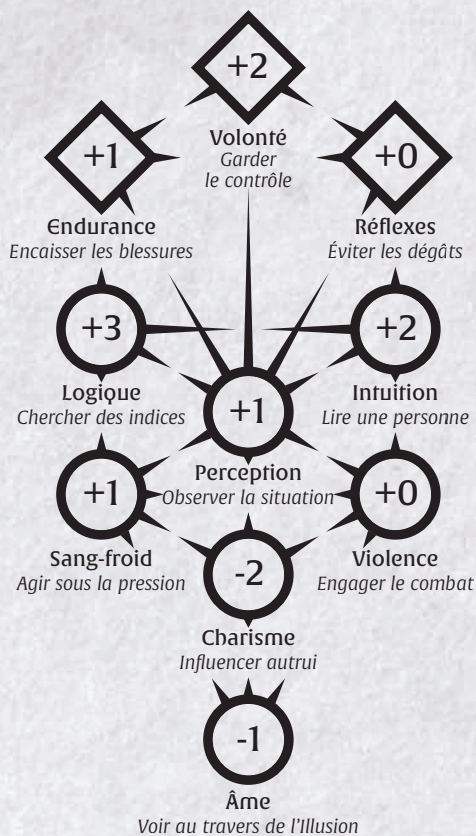 +2
Volonté
Garder
le contrôle
+1
Endurance
Encaisser les blessures
+0
Réflexes
Éviter les dégâts
+3
Logique
Chercher des indices
+2
Intuition
Lire une personne
+1
Perception
Observer la situation
+1
Sang-froid
Agir sous la pression
+0
Violence
Engager le combat
-2
Charisme
Influencer autrui
-1
Âme
Voir au travers de l'Illusion